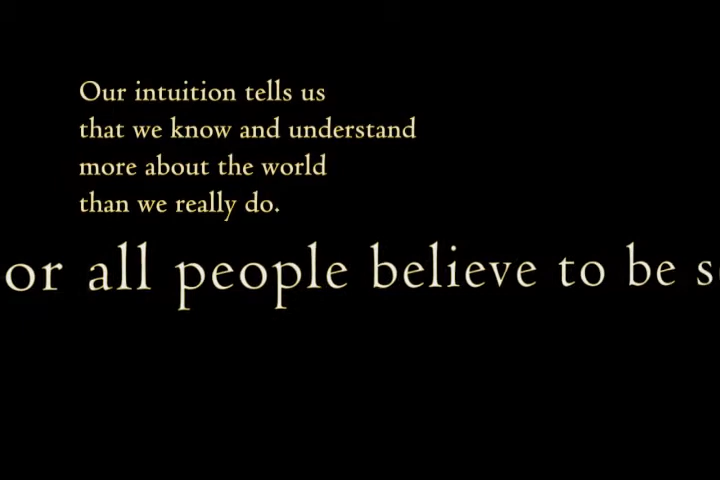 Our intuition tells us
that we know and understand
more about the world
than we really do.
or all people believe to be s